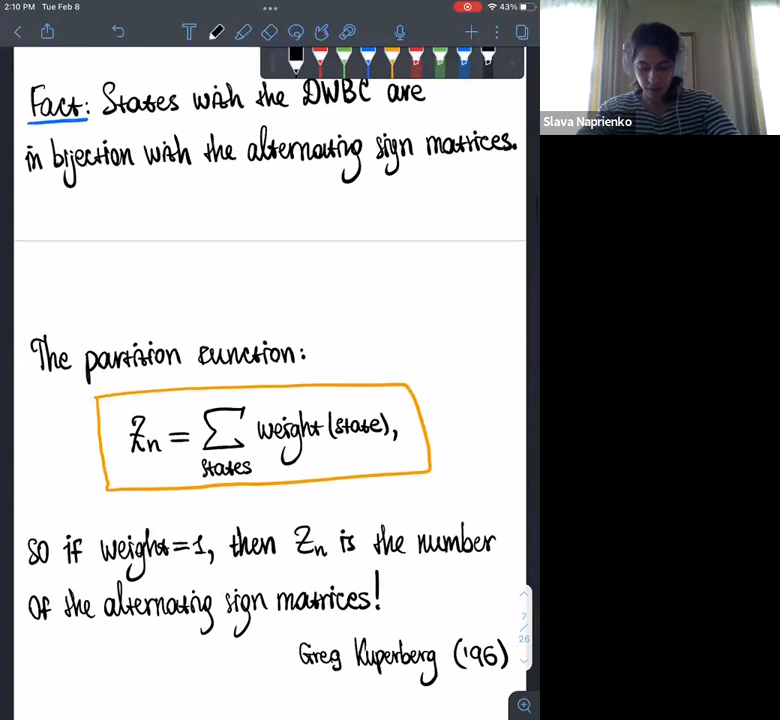 2:10 PM Tue Feb 8
43%
Fact: States with the DWBC are
in bijection with the alternating sign matrices.
Slava Naprienko
The partition function:
Zn = ∑ weight (state),
states
So if weight=1, then Zn is the number
of the alternating sign matrices!
Greg Kuperberg ('96)
7
26